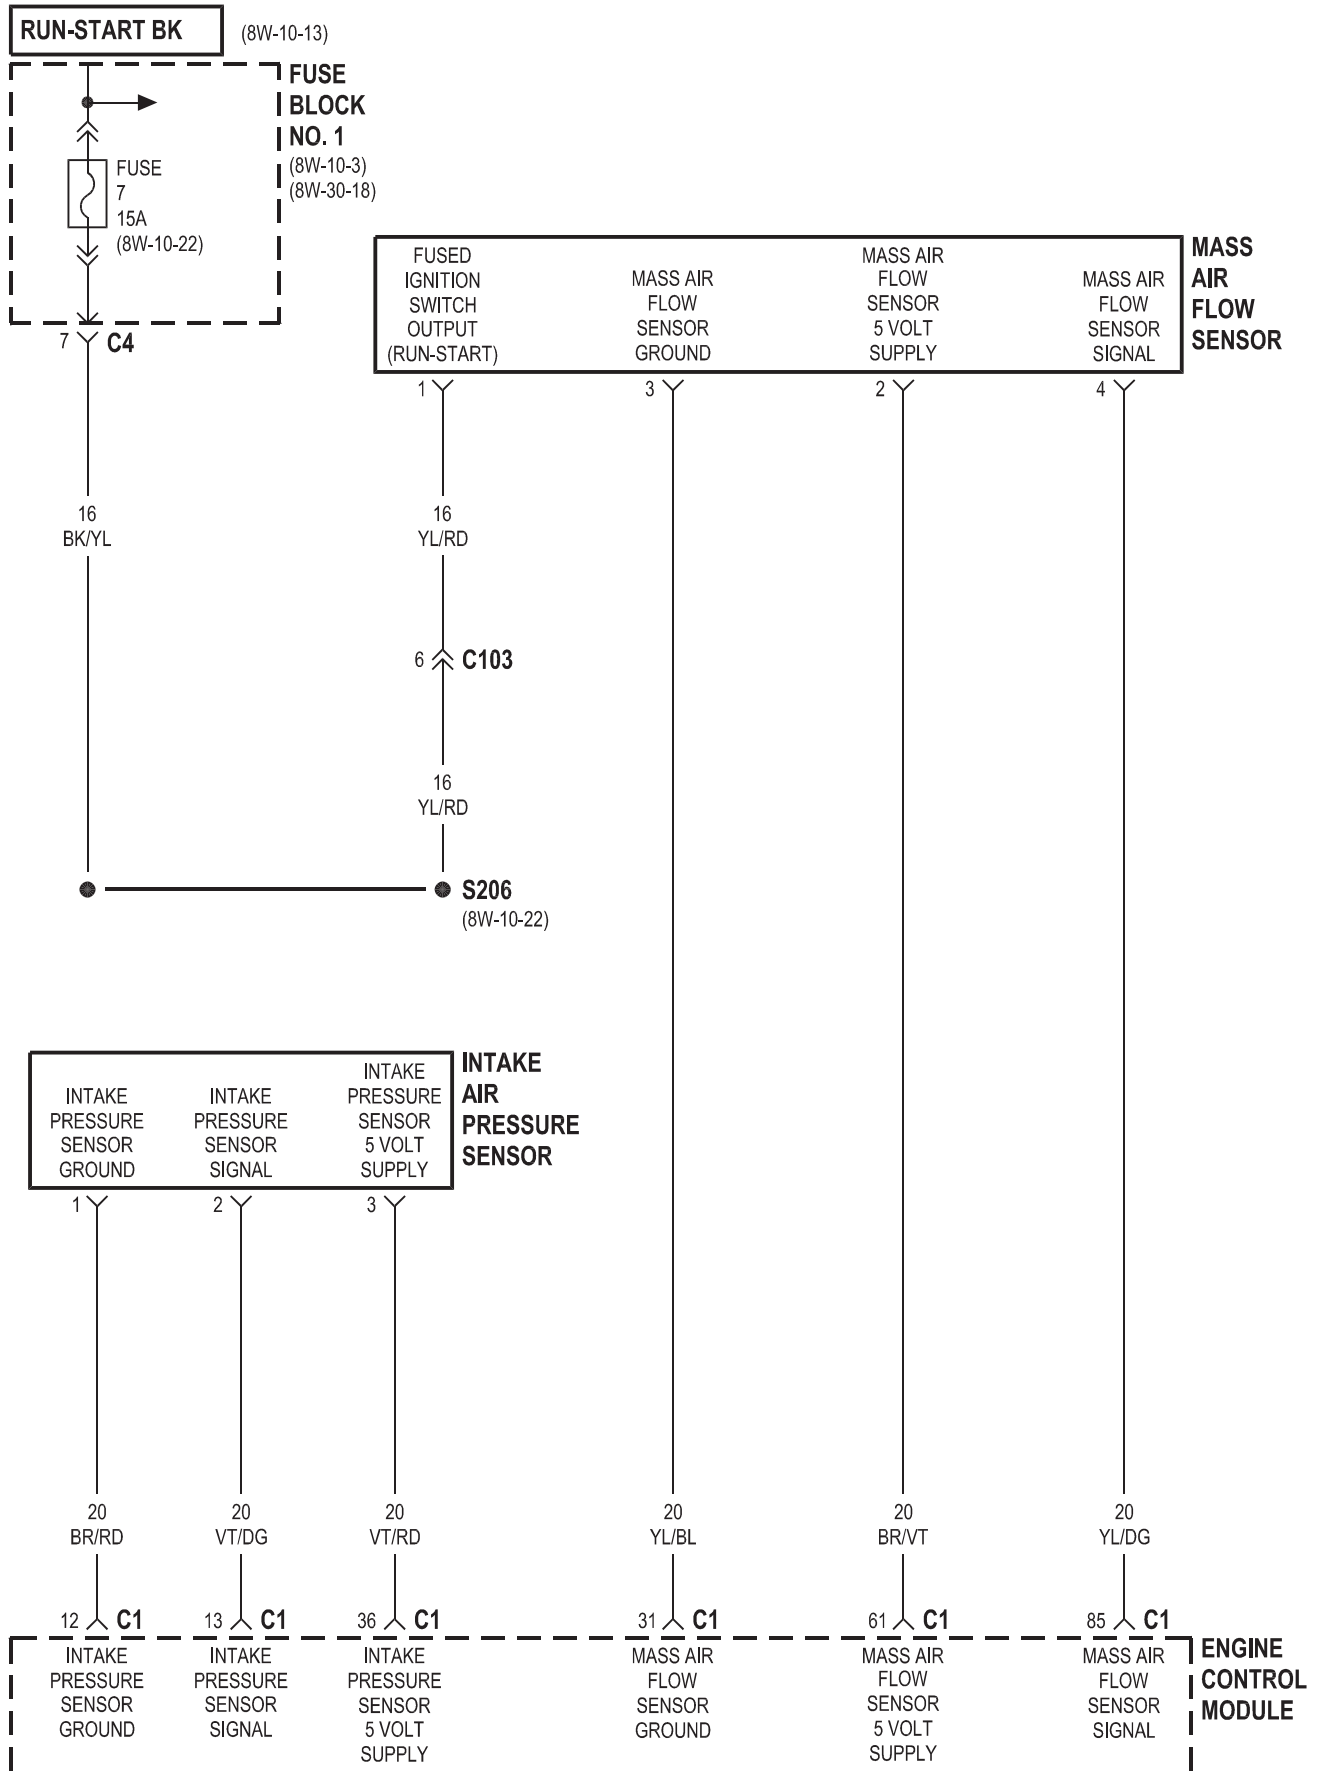 RUN-START BK (8W-10-13)
FUSE
BLOCK
NO. 1
(8W-10-3)
(8W-30-18)
FUSE
7
15A
(8W-10-22)
7 C4
16
BK/YL
FUSED
IGNITION
SWITCH
OUTPUT
(RUN-START)
MASS AIR
FLOW
SENSOR
GROUND
MASS AIR
FLOW
SENSOR
5 VOLT
SUPPLY
MASS AIR
FLOW
SENSOR
SIGNAL
MASS
AIR
FLOW
SENSOR
1
3
2
4
16
YL/RD
6 C103
16
YL/RD
S206
(8W-10-22)
INTAKE
PRESSURE
SENSOR
GROUND
INTAKE
PRESSURE
SENSOR
SIGNAL
INTAKE
PRESSURE
SENSOR
5 VOLT
SUPPLY
INTAKE
AIR
PRESSURE
SENSOR
1
2
3
20
BR/RD
20
VT/DG
20
VT/RD
20
YL/BL
20
BR/VT
20
YL/DG
12 C1
13 C1
36 C1
31 C1
61 C1
85 C1
INTAKE
PRESSURE
SENSOR
GROUND
INTAKE
PRESSURE
SENSOR
SIGNAL
INTAKE
PRESSURE
SENSOR
5 VOLT
SUPPLY
MASS AIR
FLOW
SENSOR
GROUND
MASS AIR
FLOW
SENSOR
5 VOLT
SUPPLY
MASS AIR
FLOW
SENSOR
SIGNAL
ENGINE
CONTROL
MODULE